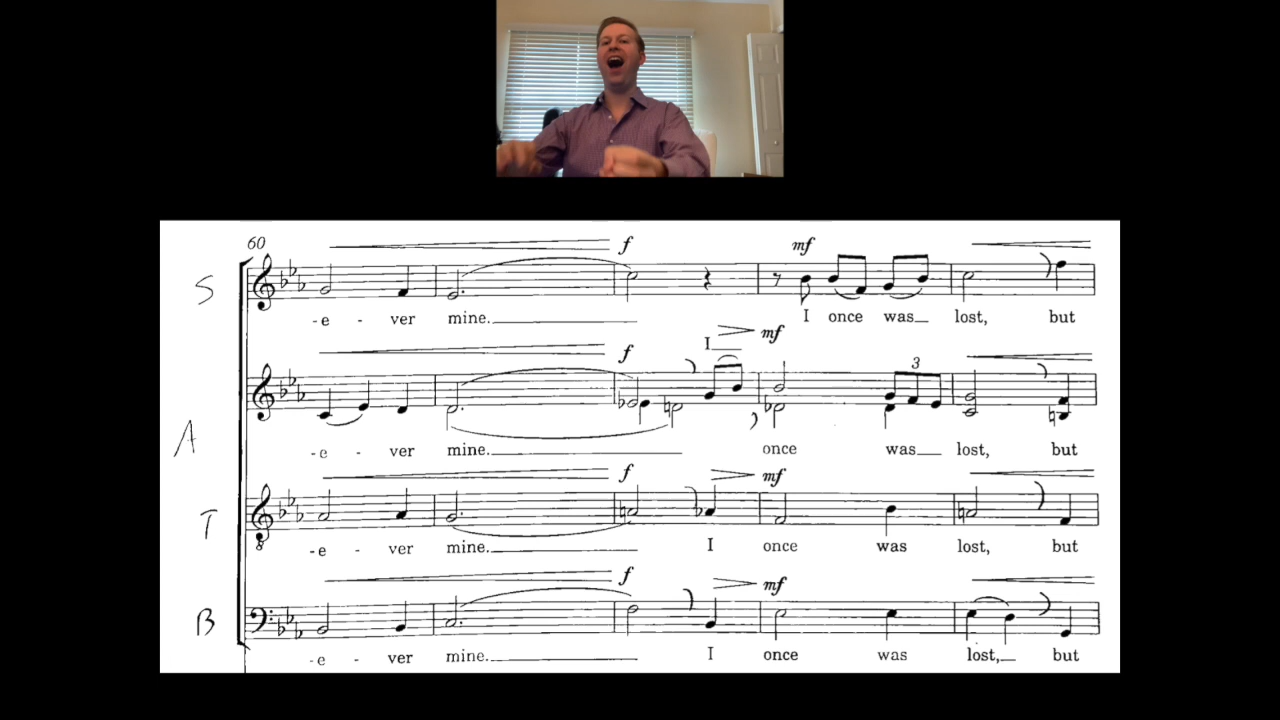 60
f
mf
S
-e - ver mine. I once was lost, but
I
mf
f
3
A
-e - ver mine. once was lost, but
f
mf
T
-e - ver mine. I once was lost, but
f
mf
B
-e - ver mine. I once was lost, but